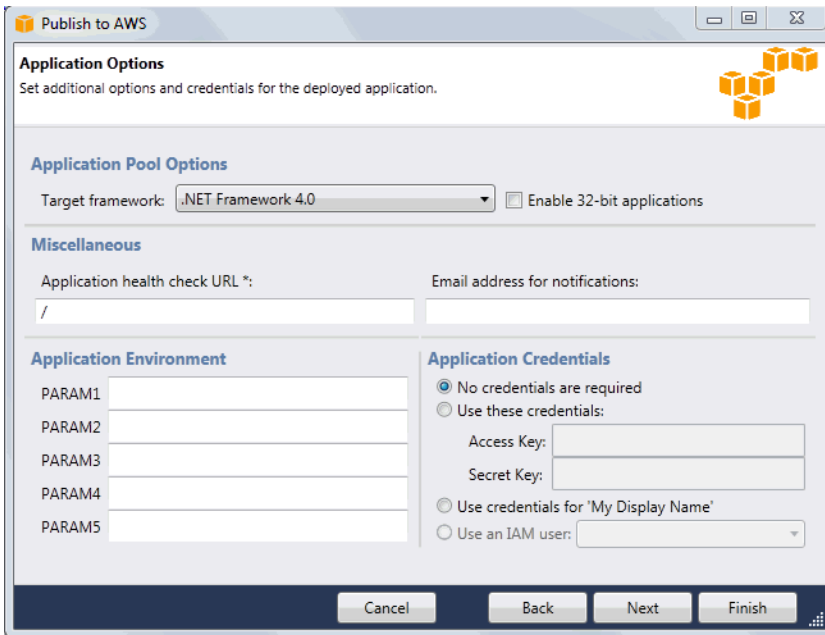 Publish to AWS
Application Options
Set additional options and credentials for the deployed application.
Application Pool Options
Target framework: .NET Framework 4.0 Enable 32-bit applications
Miscellaneous
Application health check URL *: Email address for notifications:
/
Application Environment
PARAM1
PARAM2
PARAM3
PARAM4
PARAM5
Application Credentials
No credentials are required
Use these credentials:
Access Key:
Secret Key:
Use credentials for 'My Display Name'
Use an IAM user:
Cancel Back Next Finish